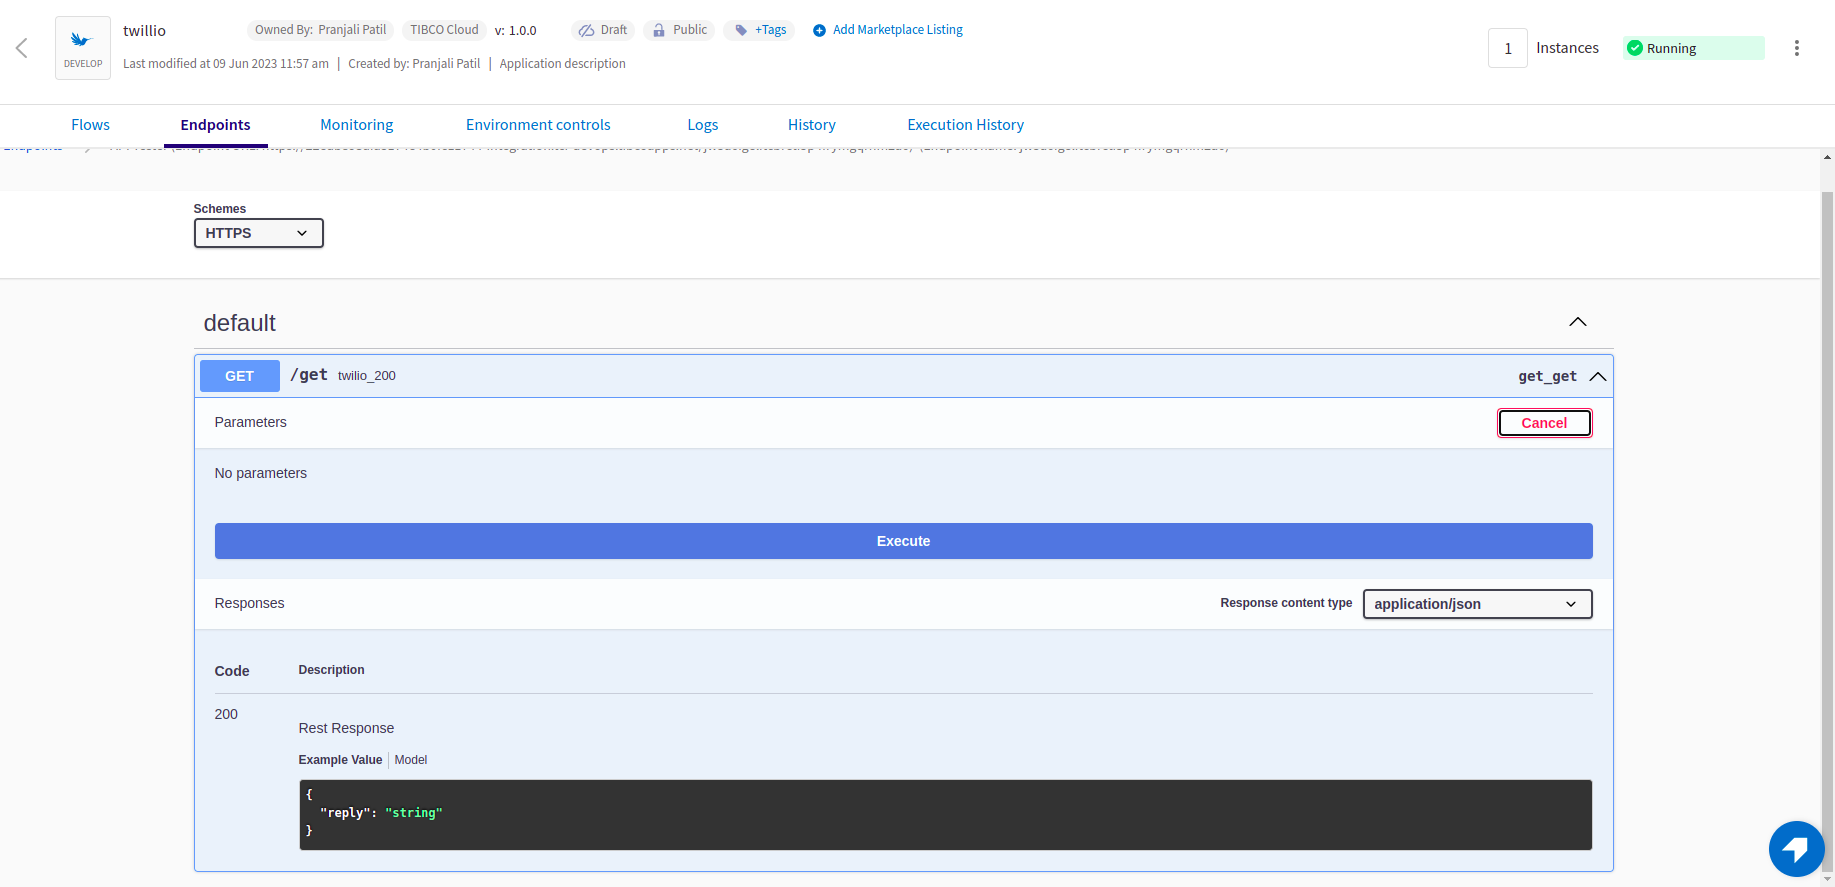 DEVELOP
twillio
Owned By: Pranjali Patil
TIBCO Cloud
v: 1.0.0
Draft
Public
+Tags
Add Marketplace Listing
Last modified at 09 Jun 2023 11:57 am | Created by: Pranjali Patil | Application description
1
Instances
Running
Flows
Endpoints
Monitoring
Environment controls
Logs
History
Execution History
Schemes
HTTPS
default
GET
/get
twilio_200
get_get
Parameters
Cancel
No parameters
Execute
Responses
Response content type
application/json
Code
Description
200
Rest Response
Example Value
Model
{
"reply": "string"
}